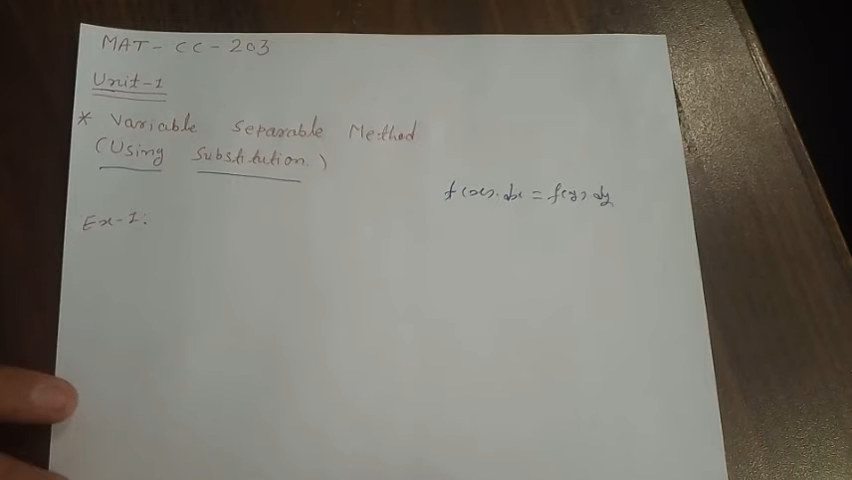 MAT - CC - 203
Unit-1
* Variable Separable Method
(Using Substitution.)
f(x).dx = f(y) dy
Ex-1: